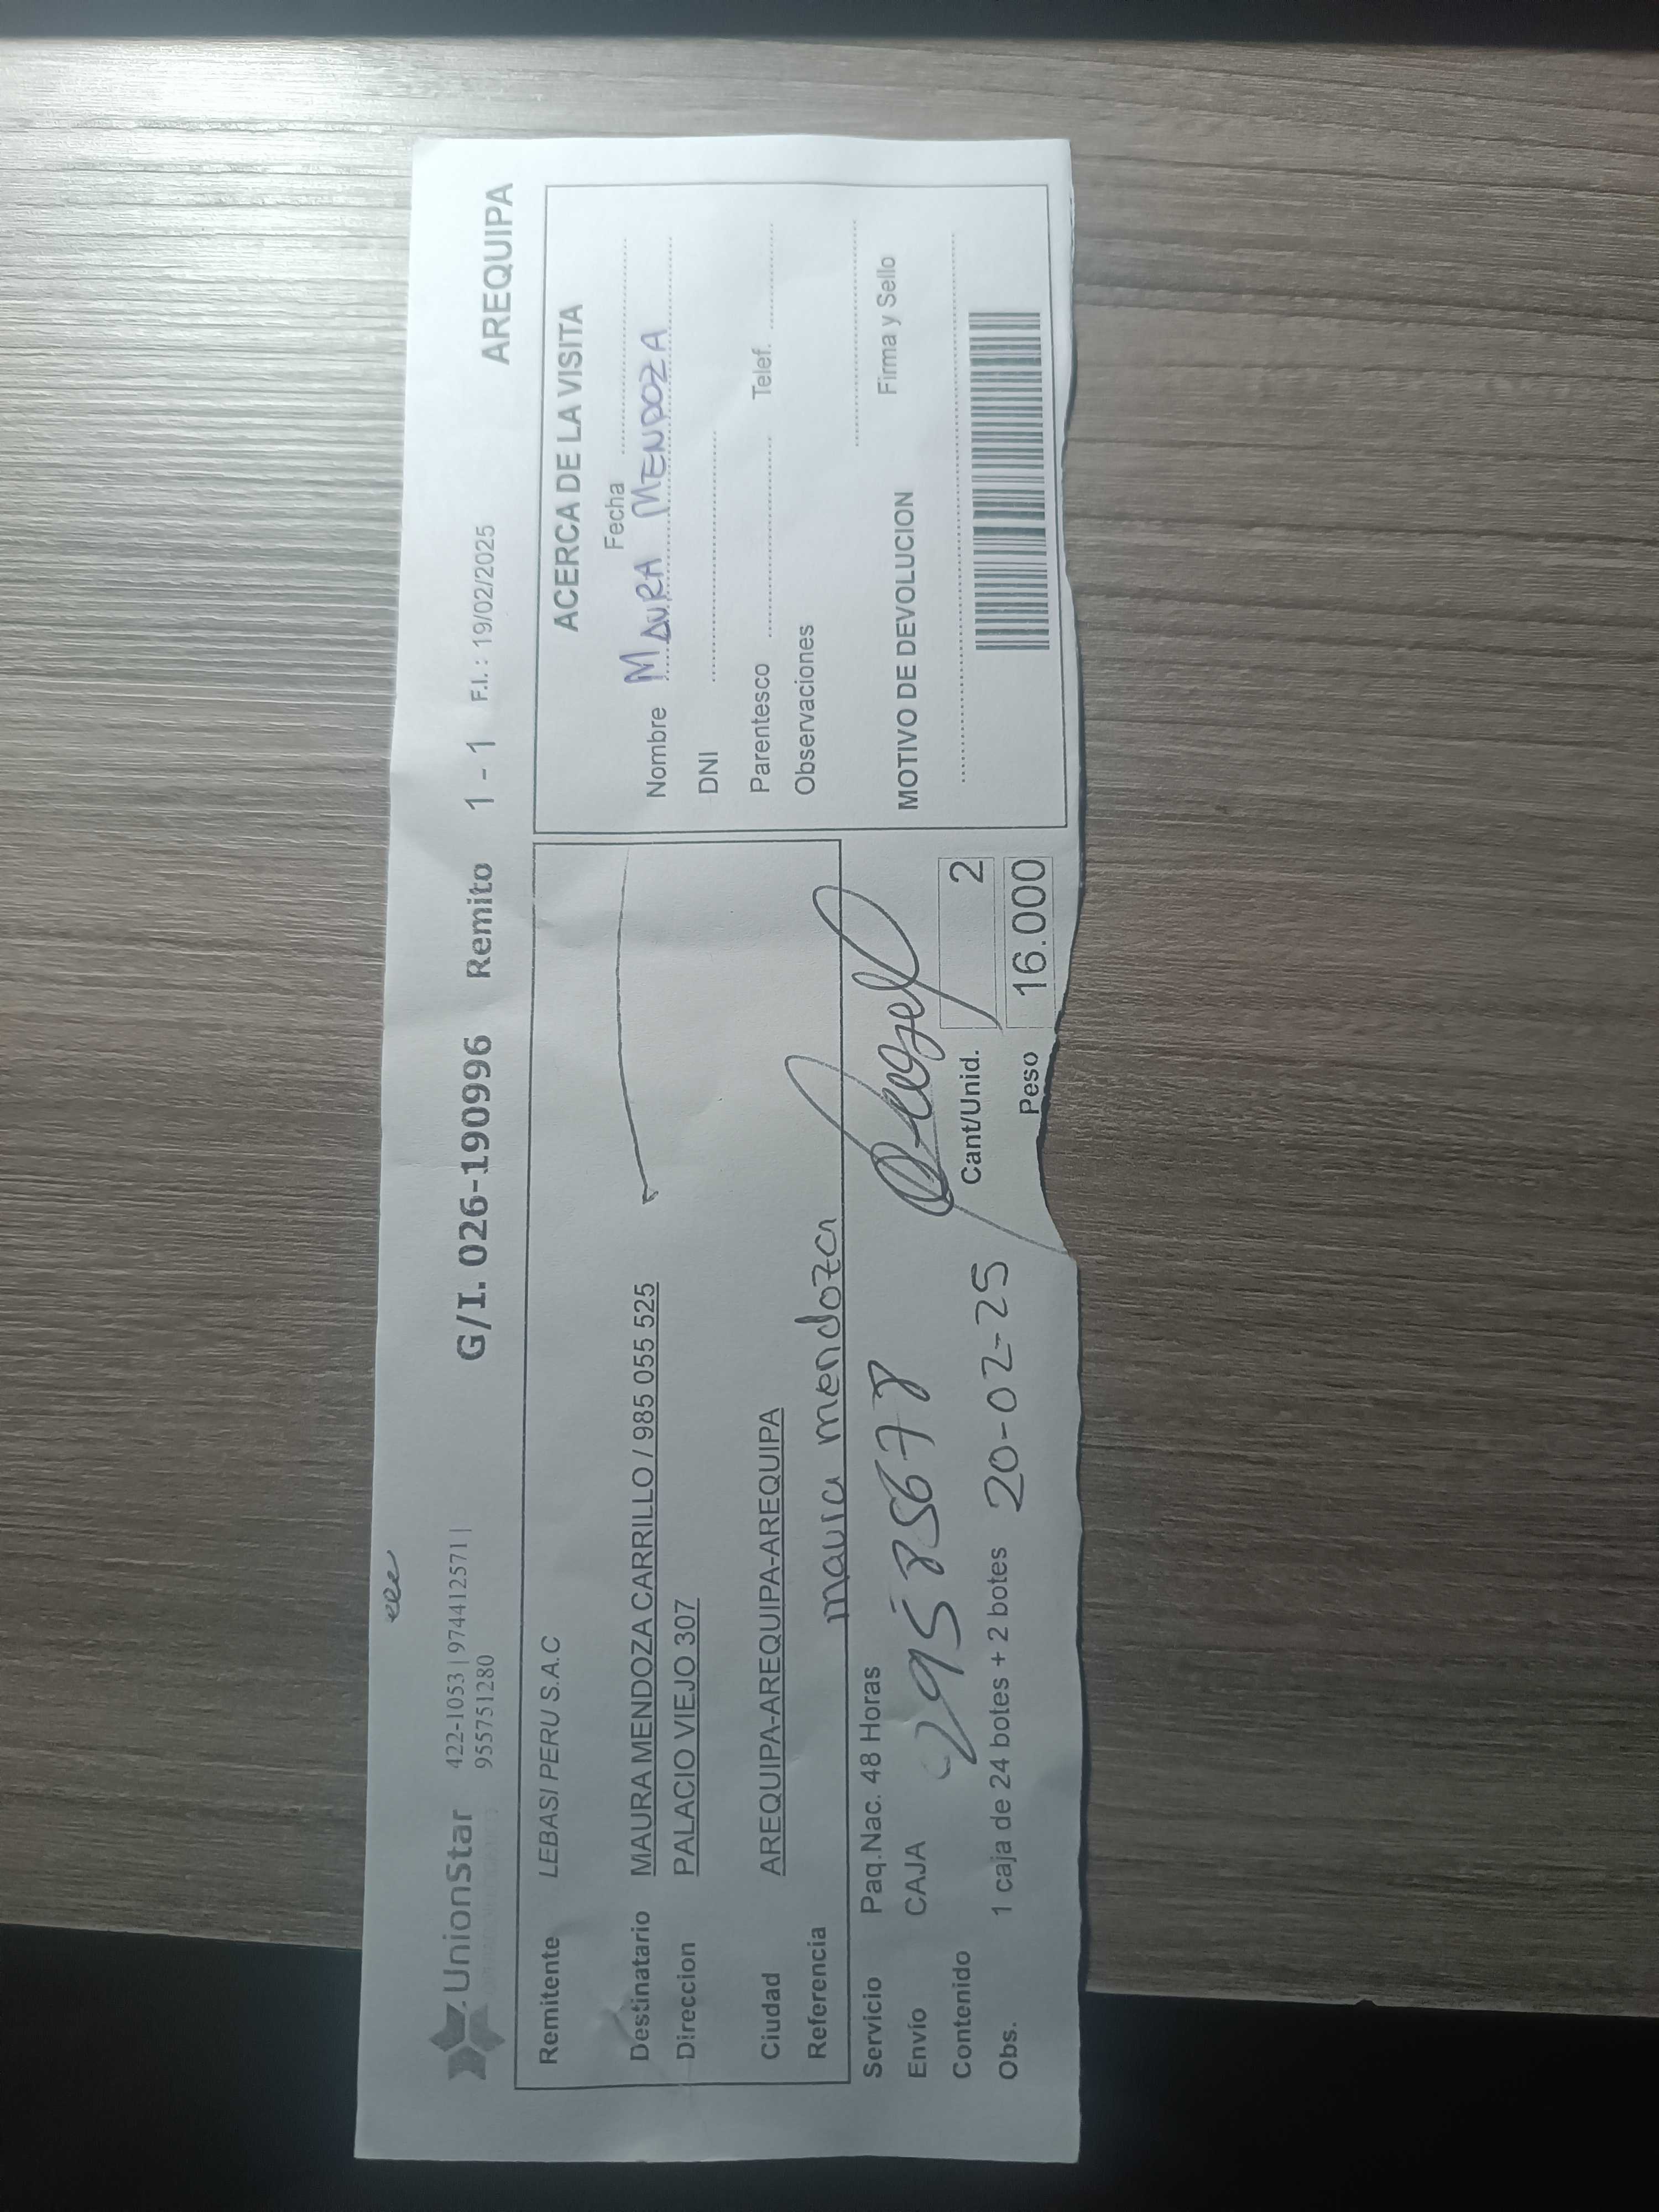 UnionStar 422-1053 | 974412571 |
955751280
G/I. 026-190996 Remito 1 - 1 F.I. : 19/02/2025 AREQUIPA
Remitente LEBASI PERU S.A.C
Destinatario MAURA MENDOZA CARRILLO / 985 055 525
Direccion PALACIO VIEJO 307
Ciudad AREQUIPA-AREQUIPA-AREQUIPA
Referencia
maura mendoza
Servicio Paq.Nac. 48 Horas
Envío CAJA
29585678
Contenido
Obs. 1 caja de 24 botes + 2 botes 20-02-25
Cant/Unid. 2
Peso 16.000
ACERCA DE LA VISITA
Fecha
Nombre MAURA MENDOZA
DNI
Parentesco Telef.
Observaciones
Firma y Sello
MOTIVO DE DEVOLUCION